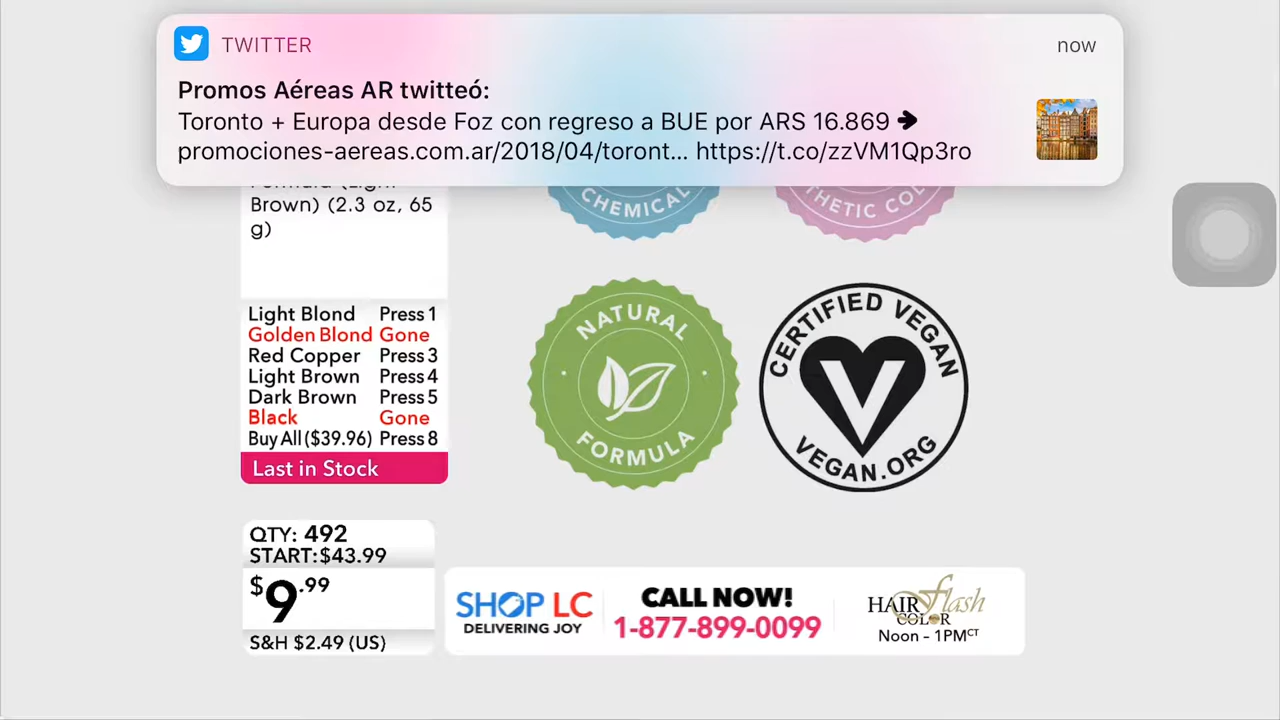 TWITTER
now
Promos Aéreas AR twitteó:
Toronto + Europa desde Foz con regreso a BUE por ARS 16.869 ➔
promociones-aereas.com.ar/2018/04/toront... https://t.co/zzVM1Qp3ro
Brown) (2.3 oz, 65
g)
CHEMICAL
Light Blond Press 1
Golden Blond Gone
Red Copper Press 3
Light Brown Press 4
Dark Brown Press 5
Black Gone
Buy All ($39.96) Press 8
Last in Stock
NATURAL
FORMULA
CERTIFIED VEGAN
V
VEGAN.ORG
QTY: 492
START:$43.99
$9.99
S&H $2.49 (US)
SHOP LC
DELIVERING JOY
CALL NOW!
1-877-899-0099
HAIR flash
COLOR
Noon - 1PM CT